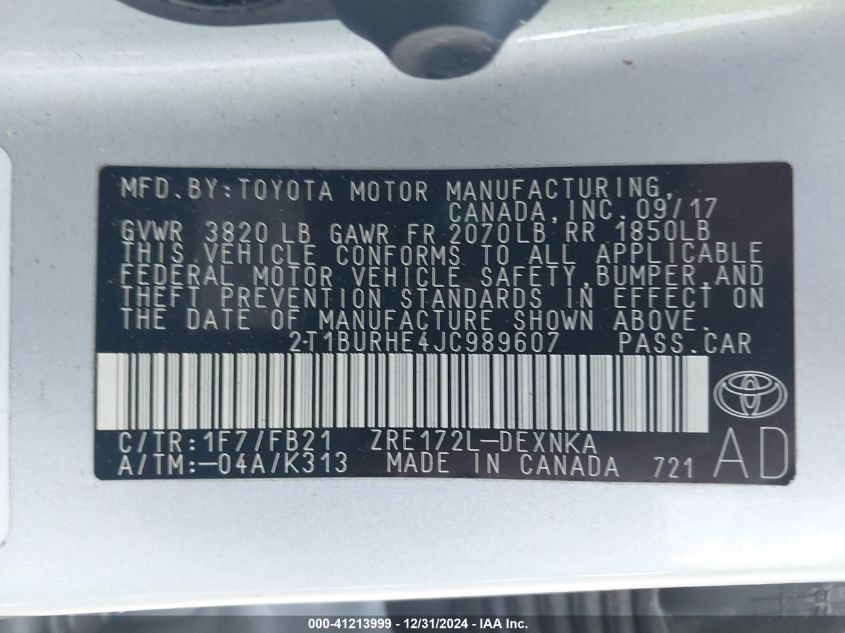 MFD.BY:TOYOTA MOTOR MANUFACTURING,
CANADA,INC.09/17
GVWR 3820 LB GAWR FR 2070LB RR 1850LB
THIS VEHICLE CONFORMS TO ALL APPLICABLE
FEDERAL MOTOR VEHICLE SAFETY,BUMPER,AND
THEFT PREVENTION STANDARDS IN EFFECT ON
THE DATE OF MANUFACTURE SHOWN ABOVE.
2T1BURHE4JC989607 PASS.CAR
C/TR:1F7/FB21 ZRE172L-DEXNKA
A/TM:-04A/K313 MADE IN CANADA 721 AD
000-41213999 - 12/31/2024 - IAA Inc.